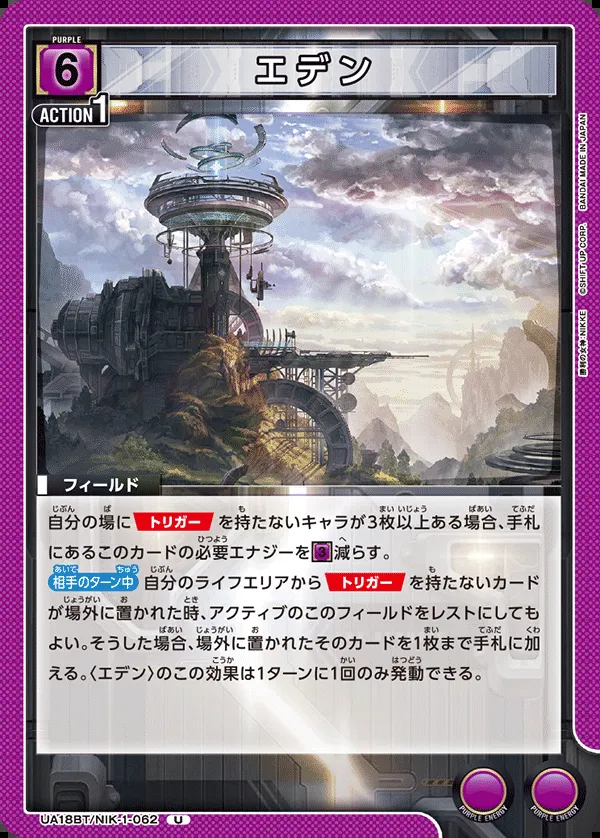 PURPLE
6
エデン
ACTION 1
勝利の女神:NIKKE ©SHIFT UP CORP. BANDAI MADE IN JAPAN
フィールド
自分の場に トリガー を持たないキャラが3枚以上ある場合、手札
にあるこのカードの必要エナジーを3減らす。
相手のターン中 自分のライフエリアから トリガー を持たないカード
が場外に置かれた時、アクティブのこのフィールドをレストにしても
よい。そうした場合、場外に置かれたそのカードを1枚まで手札に加
える。〈エデン〉のこの効果は1ターンに1回のみ発動できる。
PURPLE ENERGY PURPLE ENERGY
UA18BT/NIK-1-062 U